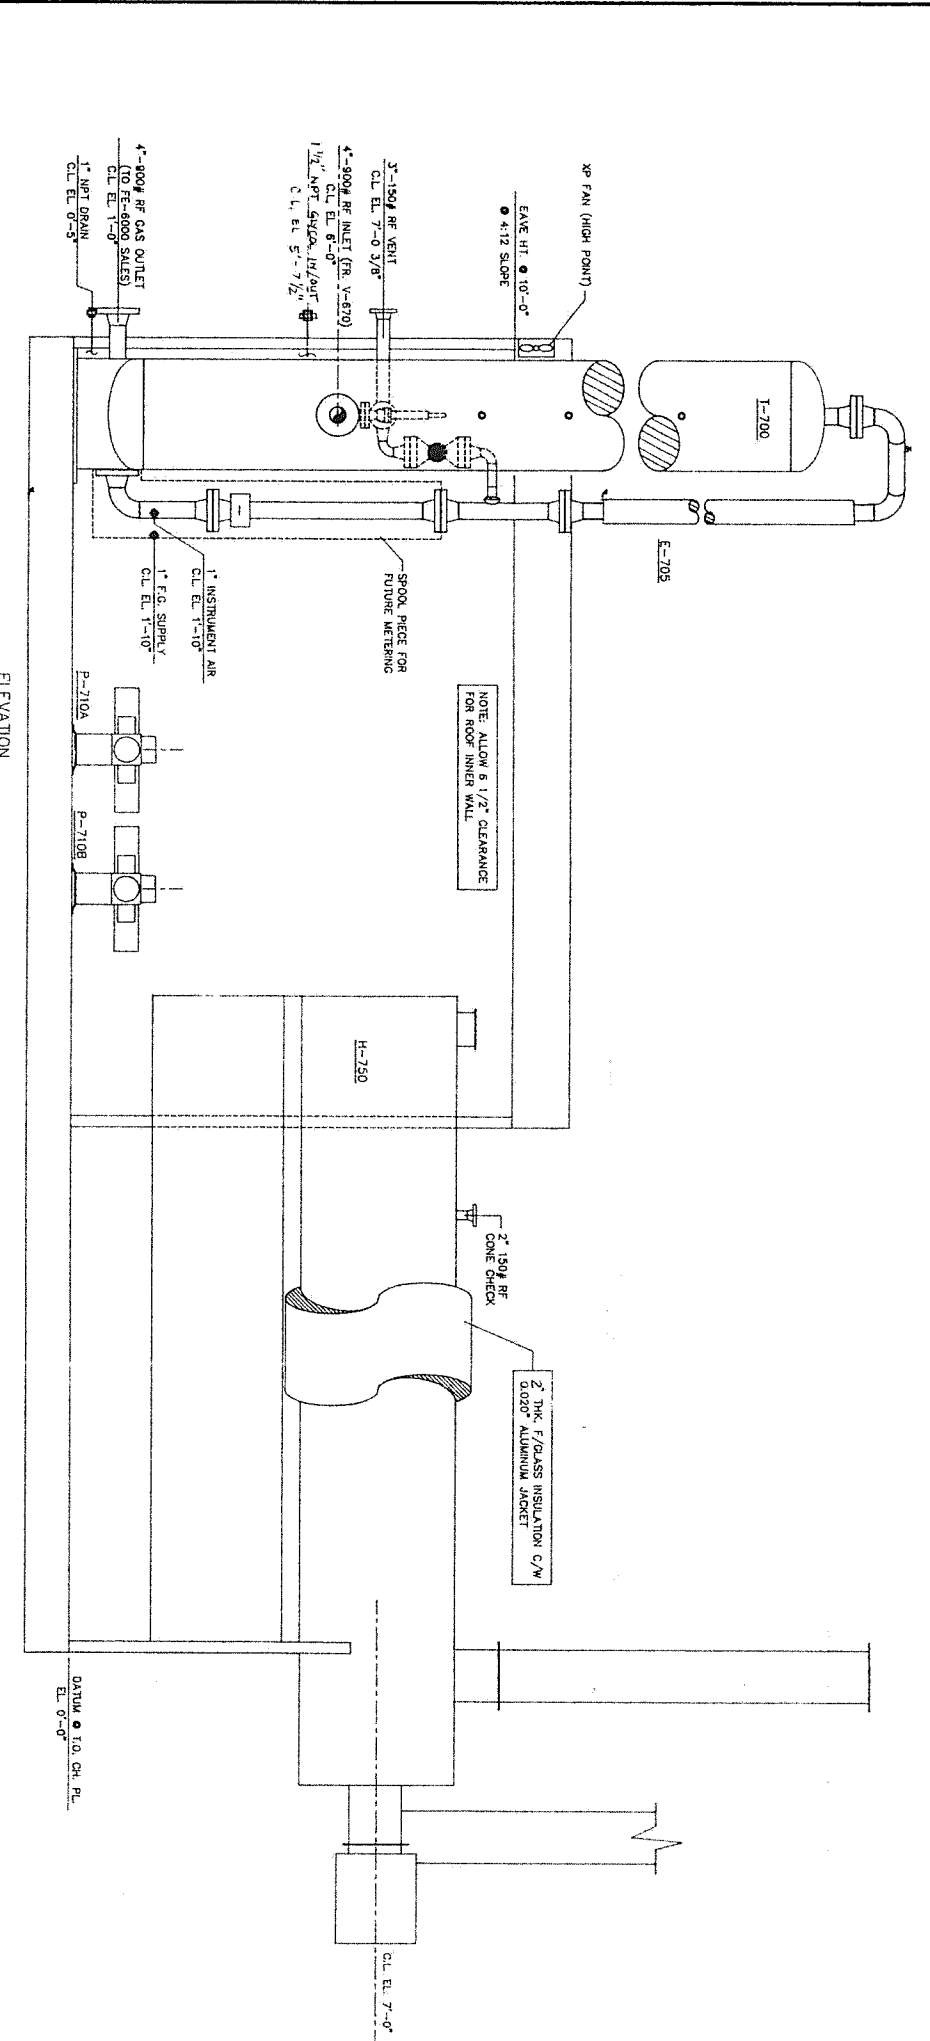 XP FAN (HIGH POINT)
EAVE HT. @ 10'-0"
@ 4:12 SLOPE
3"-150# RF VENT
C.L. EL. 7'-0 3/8"
4"-900# RF INLET (FR. V-670)
C.L. EL. 6'-0"
1 1/2" NPT GLYCOL IN/OUT
C.L. EL 5'-7 1/2"
4"-900# RF GAS OUTLET
(TO FE-6000 SALES)
C.L. EL. 1'-0"
1" NPT DRAIN
C.L. EL. 0'-5"
T-700
E-705
SPOOL PIECE FOR
FUTURE METERING
1" INSTRUMENT AIR
C.L. EL. 1'-10"
1" F.G. SUPPLY
C.L. EL. 1'-10"
NOTE: ALLOW 6 1/2" CLEARANCE
FOR ROOF INNER WALL
P-710A
P-710B
H-750
2" 150# RF
CONE CHECK
2" THK. F/GLASS INSULATION C/W
0.020" ALUMINUM JACKET
DATUM @ T.O. CH. PL.
EL. 0'-0"
C.L. EL. 7'-0"
ELEVATION